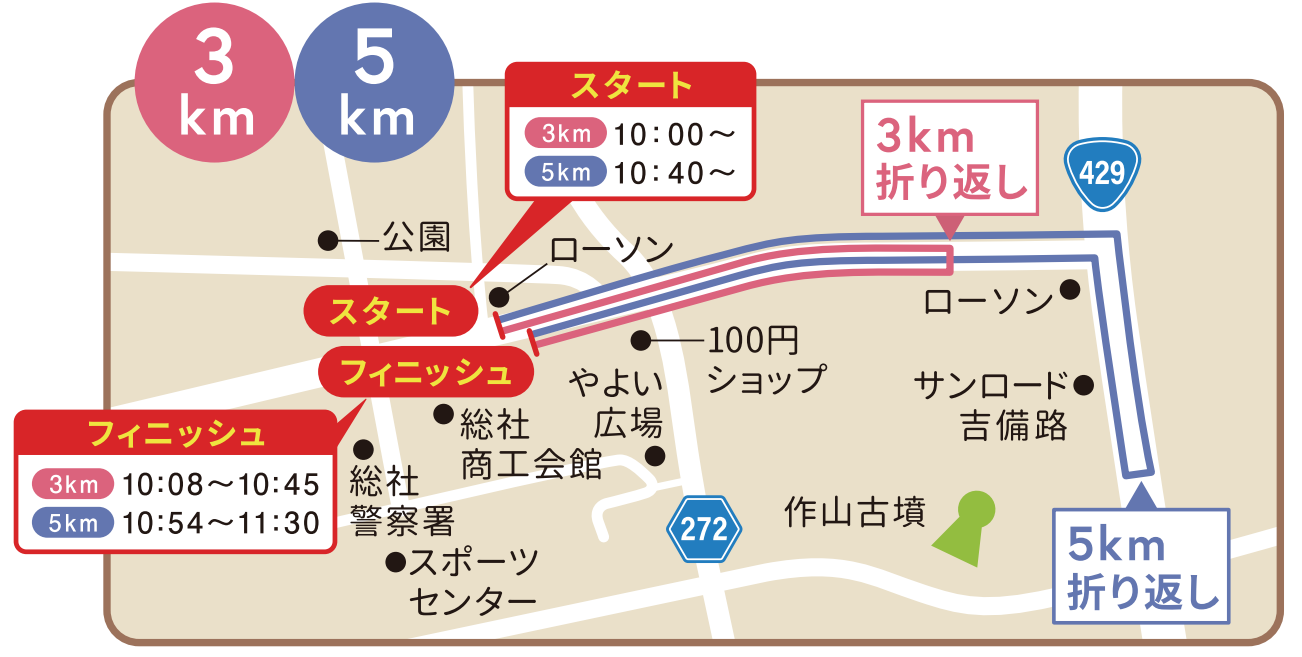 3
km
5
km
スタート
3km 10:00～
5km 10:40～
3km
折り返し
429
公園
ローソン
スタート
ローソン
フィニッシュ
100円
ショップ
やよい
広場
サンロード
吉備路
フィニッシュ
3km 10:08～10:45
5km 10:54～11:30
総社
商工会館
総社
警察署
272
作山古墳
スポーツ
センター
5km
折り返し